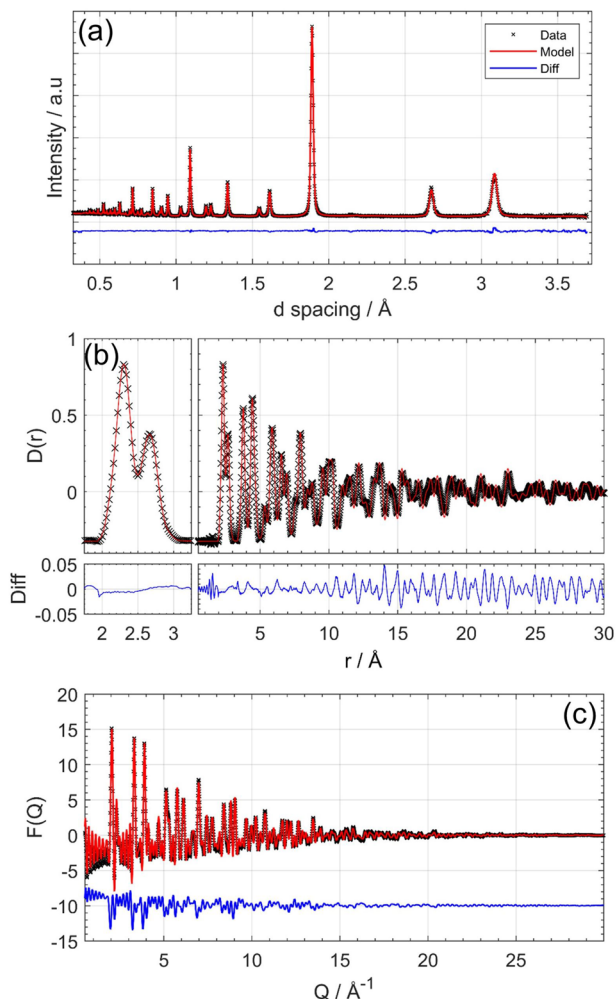 (a)
Data
Model
Diff
Intensity / a.u
0.5 1 1.5 2 2.5 3 3.5
d spacing / Å
(b)
1
0.5
0
D(r)
0.05
0
-0.05
Diff
2 2.5 3 5 10 15 20 25 30
r / Å
(c)
20
15
10
5
0
-5
-10
-15
F(Q)
5 10 15 20 25
Q / Å⁻¹